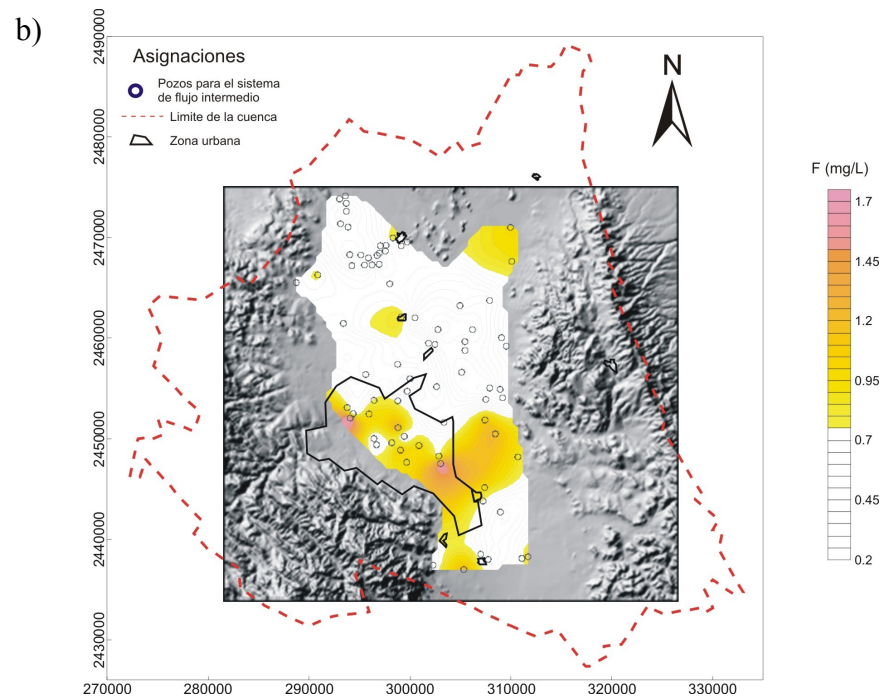 b)
Asignaciones
Pozos para el sistema
de flujo intermedio
Limite de la cuenca
Zona urbana
N
F (mg/L)
1.7
1.45
1.2
0.95
0.7
0.45
0.2
2490000
2480000
2470000
2460000
2450000
2440000
2430000
270000 280000 290000 300000 310000 320000 330000